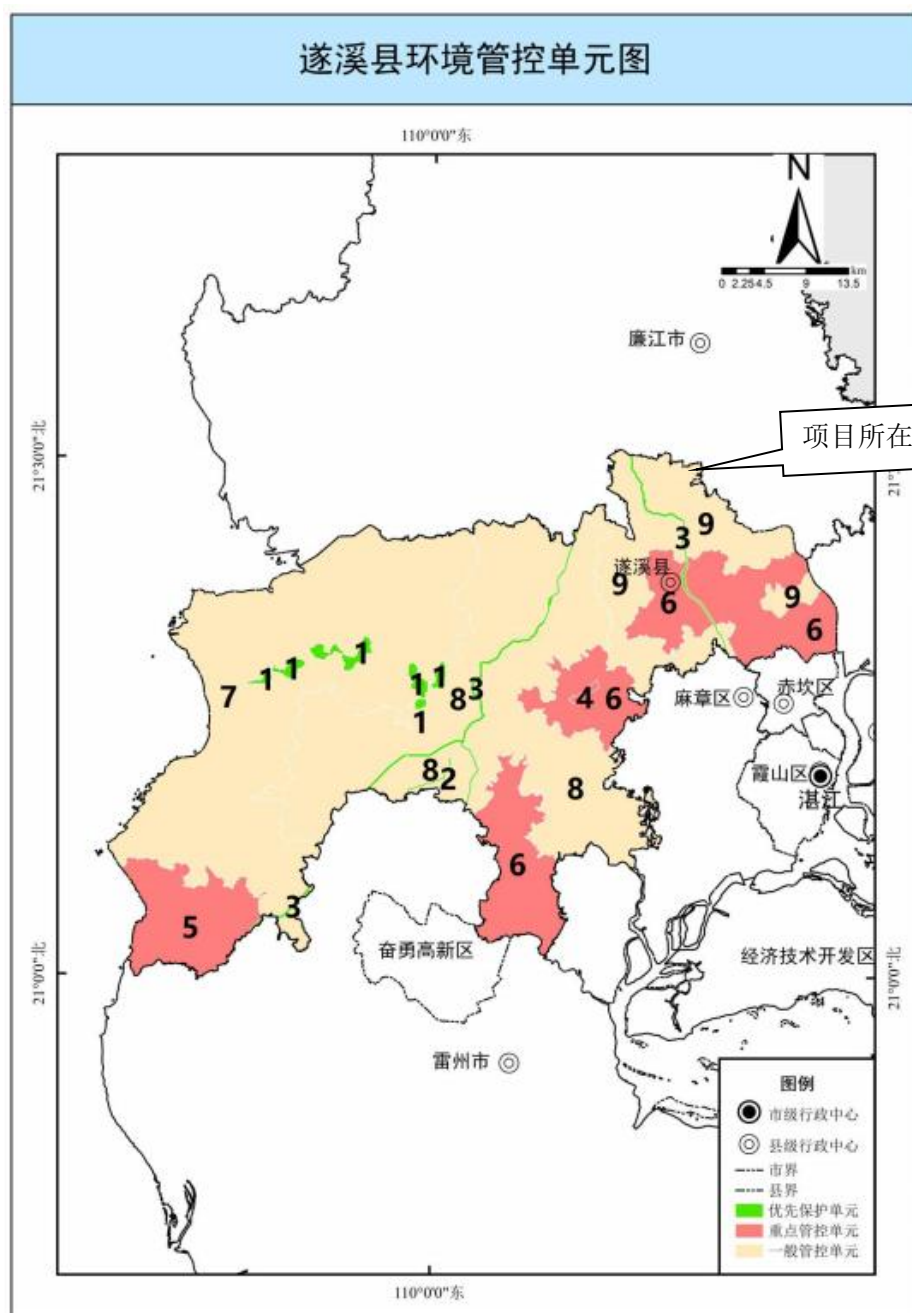 遂溪县环境管控单元图
110°0'0"东
N
km
0 2.25 4.5 9 13.5
廉江市
项目所在
21°30'0"北
9
3
遂溪县
9
6
9
6
1
1
1
1
1
7
8
3
1
4
6
麻章区
赤坎区
8
2
8
霞山区
湛江
6
3
5
奋勇高新区
经济技术开发区
21°0'0"北
21°0'0"北
雷州市
图例
市级行政中心
县级行政中心
市界
县界
优先保护单元
重点管控单元
一般管控单元
110°0'0"东